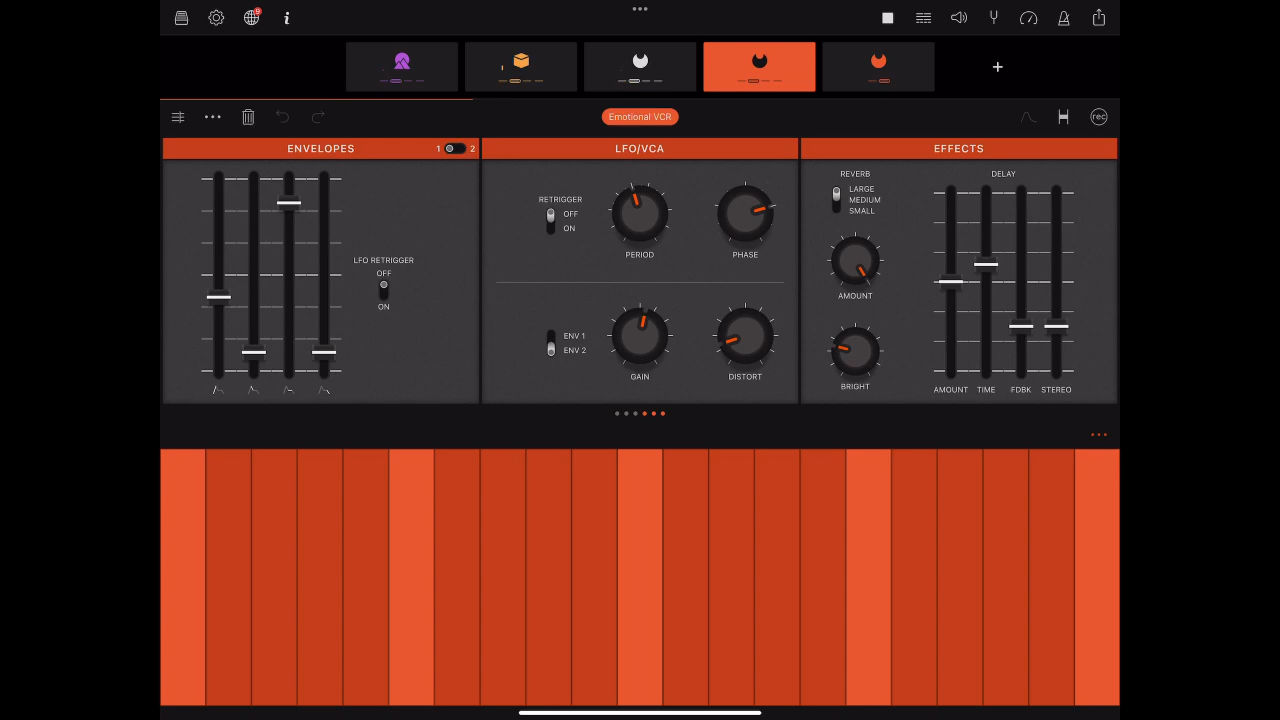 9
Emotional VCR
rec
ENVELOPES
1 2
LFO RETRIGGER
OFF
ON
LFO/VCA
RETRIGGER
OFF
ON
PERIOD
PHASE
ENV 1
ENV 2
GAIN
DISTORT
EFFECTS
REVERB
LARGE
MEDIUM
SMALL
AMOUNT
BRIGHT
DELAY
AMOUNT TIME FDBK STEREO